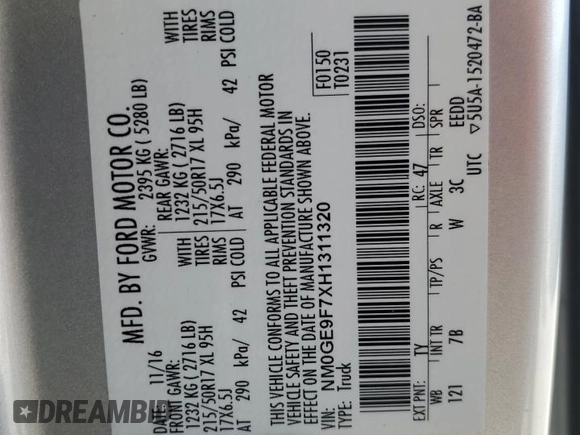 MFD. BY FORD MOTOR CO.
DATE: 11/16 GVWR: 2395 KG ( 5280 LB)
FRONT GAWR: REAR GAWR:
1232 KG ( 2716 LB) 1232 KG ( 2716 LB)
215/50R17 XL 95H TIRES 215/50R17 XL 95H TIRES
17X6.5J RIMS 17X6.5J RIMS
AT 290 kPa/ 42 PSI COLD AT 290 kPa/ 42 PSI COLD
THIS VEHICLE CONFORMS TO ALL APPLICABLE FEDERAL MOTOR
VEHICLE SAFETY AND THEFT PREVENTION STANDARDS IN
EFFECT ON THE DATE OF MANUFACTURE SHOWN ABOVE.
VIN: NM0GE9F7XH1311320 F0150
TYPE: Truck T0231
EXT PNT: TY RC: 47 DSO:
WB INT TR TP/PS R AXLE TR SPR
121 7B W 3C EEDD
UTC ▽5U5A-1520472-BA
DREAMBID